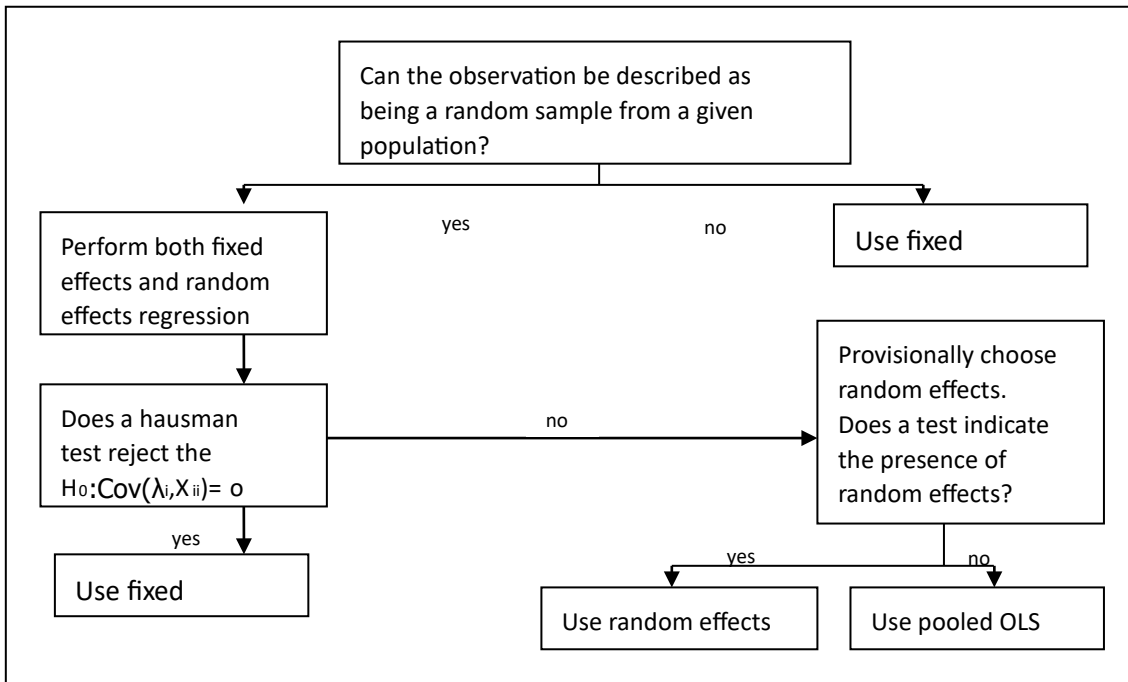 Can the observation be described as
being a random sample from a given
population?
yes
no
Use fixed
Perform both fixed
effects and random
effects regression
Does a hausman
test reject the
H₀:Cov(λᵢ,Xᵢᵢ)= o
no
Provisionally choose
random effects.
Does a test indicate
the presence of
random effects?
yes
Use fixed
yes
no
Use random effects
Use pooled OLS